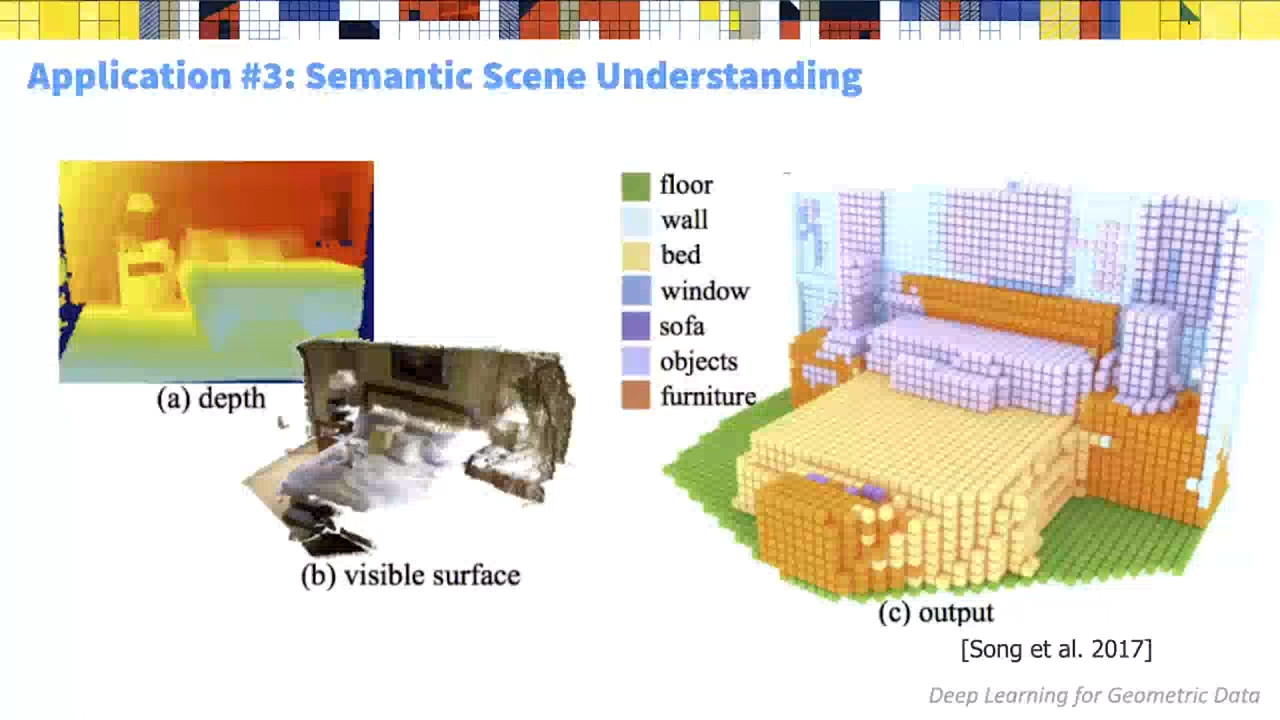 Application #3: Semantic Scene Understanding
(a) depth
(b) visible surface
floor
wall
bed
window
sofa
objects
furniture
(c) output
[Song et al. 2017]
Deep Learning for Geometric Data